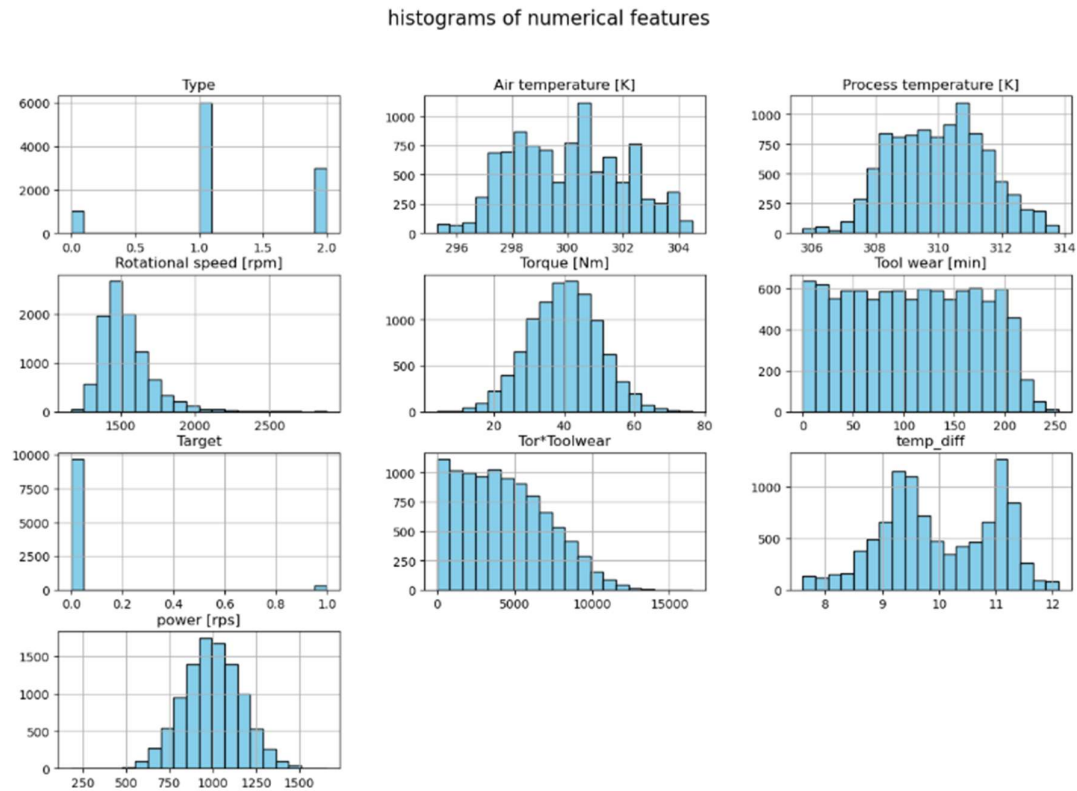 histograms of numerical features
Type
6000
4000
2000
0
0.0 0.5 1.0 1.5 2.0
Air temperature [K]
1000
750
500
250
0
296 298 300 302 304
Process temperature [K]
1000
750
500
250
0
306 308 310 312 314
Rotational speed [rpm]
2000
1000
0
1500 2000 2500
Torque [Nm]
1000
500
0
20 40 60 80
Tool wear [min]
600
400
200
0
0 50 100 150 200 250
Target
10000
7500
5000
2500
0
0.0 0.2 0.4 0.6 0.8 1.0
Tor*Toolwear
1000
750
500
250
0
0 5000 10000 15000
temp_diff
1000
500
0
8 9 10 11 12
power [rps]
1500
1000
500
0
250 500 750 1000 1250 1500